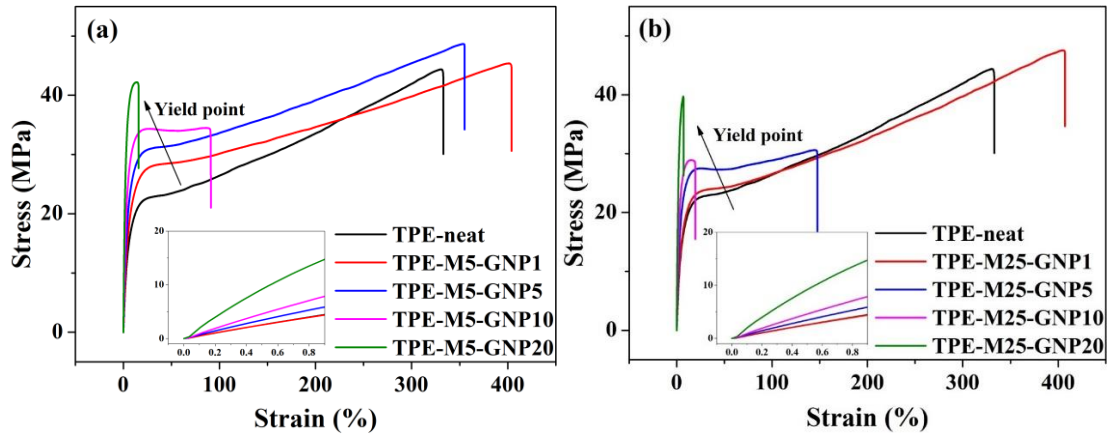 (a)
Stress (MPa)
40
20
0
Yield point
20
10
0
0.0 0.2 0.4 0.6 0.8
TPE-neat
TPE-M5-GNP1
TPE-M5-GNP5
TPE-M5-GNP10
TPE-M5-GNP20
0 100 200 300 400
Strain (%)
(b)
Stress (MPa)
40
20
0
Yield point
20
10
0
0.0 0.2 0.4 0.6 0.8
TPE-neat
TPE-M25-GNP1
TPE-M25-GNP5
TPE-M25-GNP10
TPE-M25-GNP20
0 100 200 300 400
Strain (%)